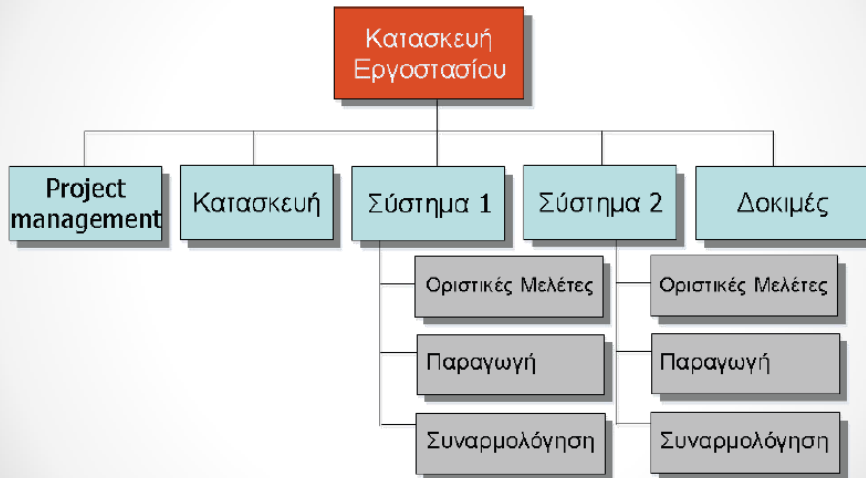 Κατασκευή
Εργοστασίου
Project
management
Κατασκευή
Σύστημα 1
Σύστημα 2
Δοκιμές
Οριστικές Μελέτες
Παραγωγή
Συναρμολόγηση
Οριστικές Μελέτες
Παραγωγή
Συναρμολόγηση